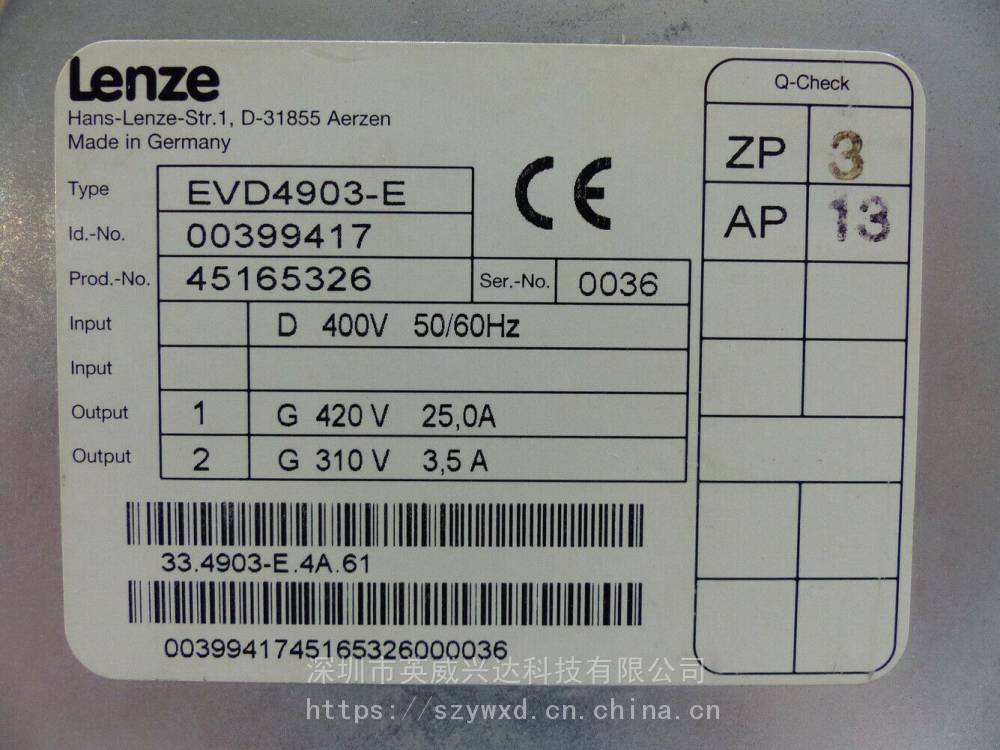 Lenze
Hans-Lenze-Str.1, D-31855 Aerzen
Made in Germany
Type EVD4903-E
Id.-No. 00399417
Prod.-No. 45165326 Ser.-No. 0036
Input D 400V 50/60Hz
Input
Output 1 G 420 V 25,0A
Output 2 G 310 V 3,5 A
33.4903-E.4A.61
0039941745165326000036
CE
Q-Check
ZP 3
AP 13
深圳市英威兴达科技有限公司
https://szywxd.cn.china.cn